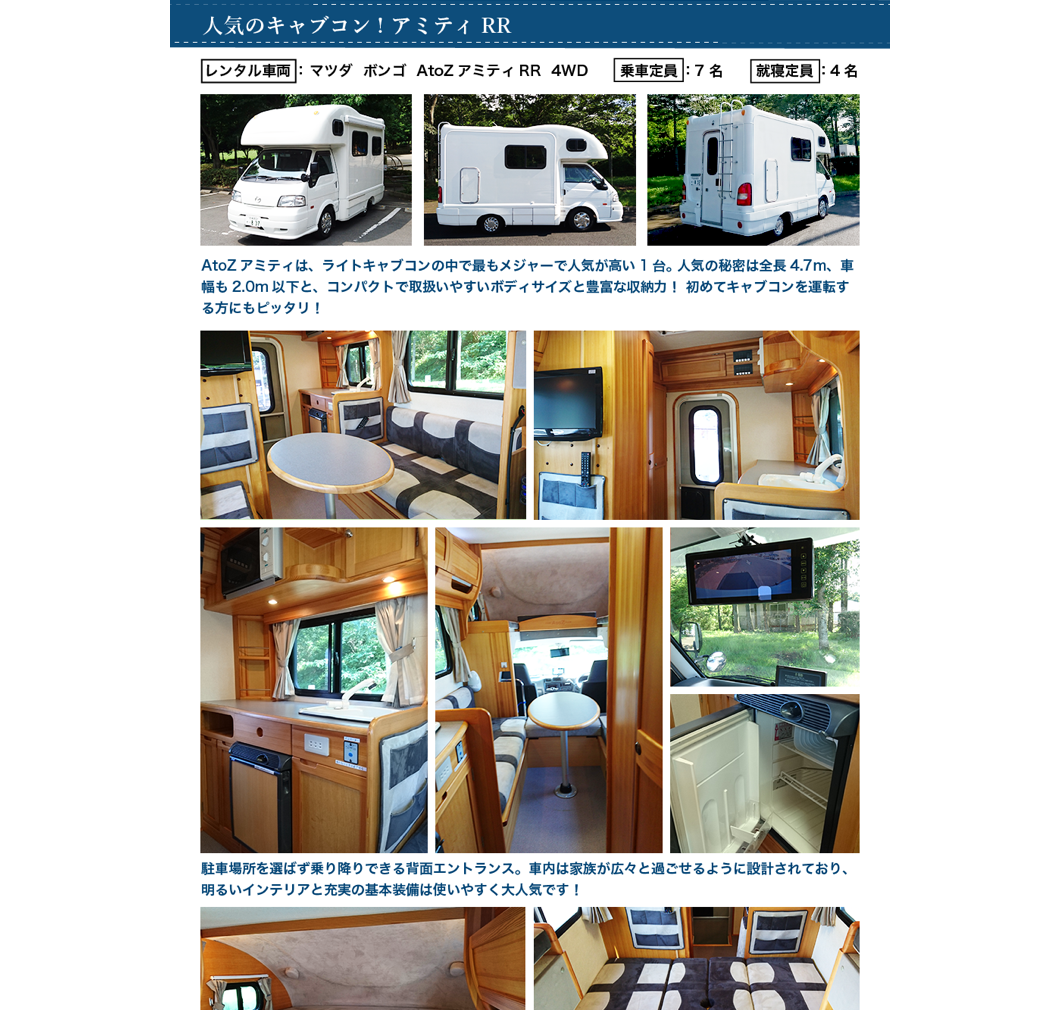 人気のキャブコン！アミティ RR
レンタル車両：マツダ ボンゴ AtoZ アミティ RR 4WD 乗車定員：7 名 就寝定員：4 名
AtoZ アミティは、ライトキャブコンの中で最もメジャーで人気が高い 1 台。人気の秘密は全長 4.7m、車
幅も 2.0m 以下と、コンパクトで取扱いやすいボディサイズと豊富な収納力！ 初めてキャブコンを運転す
る方にもピッタリ！
駐車場所を選ばず乗り降りできる背面エントランス。車内は家族が広々と過ごせるように設計されており、
明るいインテリアと充実の基本装備は使いやすく大人気です！